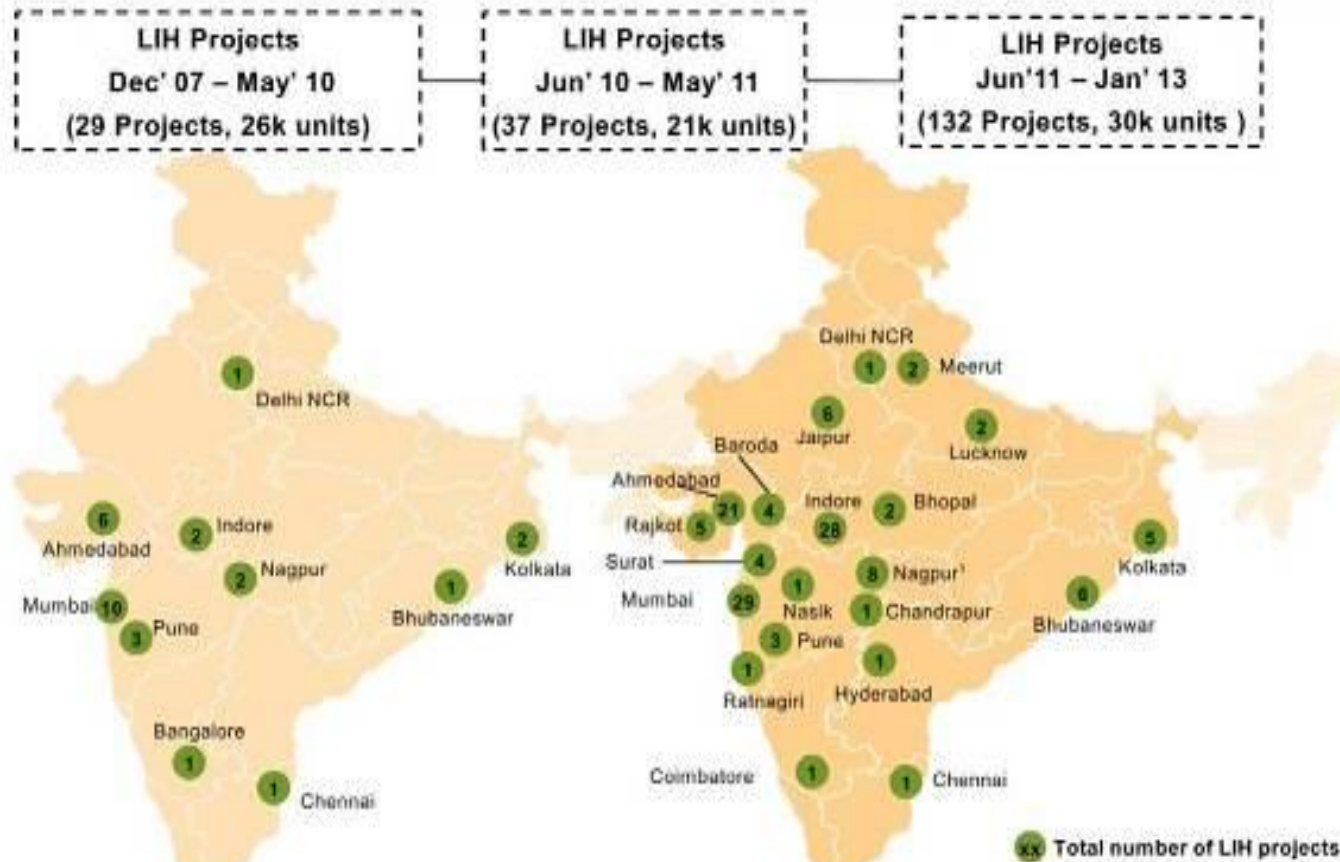 LIH Projects
Dec' 07 – May' 10
(29 Projects, 26k units)
LIH Projects
Jun' 10 – May' 11
(37 Projects, 21k units)
LIH Projects
Jun'11 – Jan' 13
(132 Projects, 30k units )
1
Delhi NCR
6
Ahmedabad
2
Indore
2
Nagpur
2
Kolkata
1
Bhubaneswar
Mumbai 10
3
Pune
Bangalore
1
1
Chennai
Delhi NCR
1
2 Meerut
6
Jaipur
2
Lucknow
Baroda
4
Ahmedabad
21
Rajkot 5
Indore
28
2 Bhopal
5
Kolkata
Surat 4
8 Nagpur¹
Mumbai 29
1
Nasik
1 Chandrapur
6
Bhubaneswar
3 Pune
1
Ratnagiri
1
Hyderabad
Coimbatore 1
1 Chennai
xx Total number of LIH projects